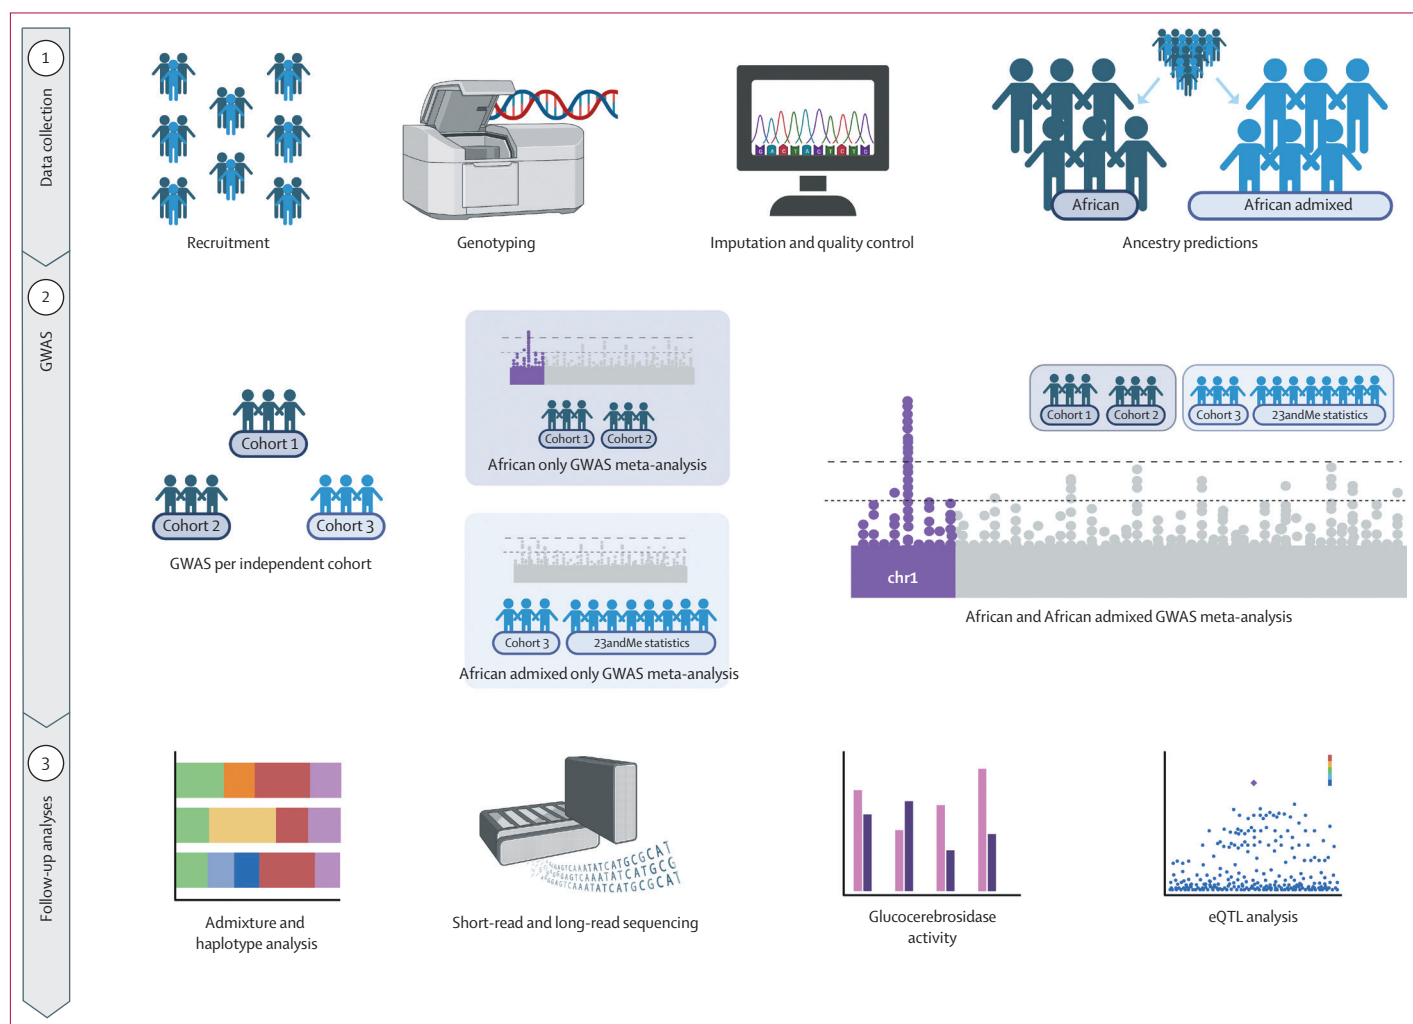 1
Data collection
G A C T A C T C T G
African
African admixed
Recruitment
Genotyping
Imputation and quality control
Ancestry predictions
2
GWAS
Cohort 1
Cohort 2
Cohort 3
GWAS per independent cohort
Cohort 1
Cohort 2
African only GWAS meta-analysis
Cohort 3
23andMe statistics
African admixed only GWAS meta-analysis
Cohort 1
Cohort 2
Cohort 3
23andMe statistics
chr1
African and African admixed GWAS meta-analysis
3
Follow-up analyses
GAGTCAAATATCATGCGCAT
GAGTCAAATATCATGCG
GGAGTCAAATATCATGCGCAT
Admixture and
haplotype analysis
Short-read and long-read sequencing
Glucocerebrosidase
activity
eQTL analysis